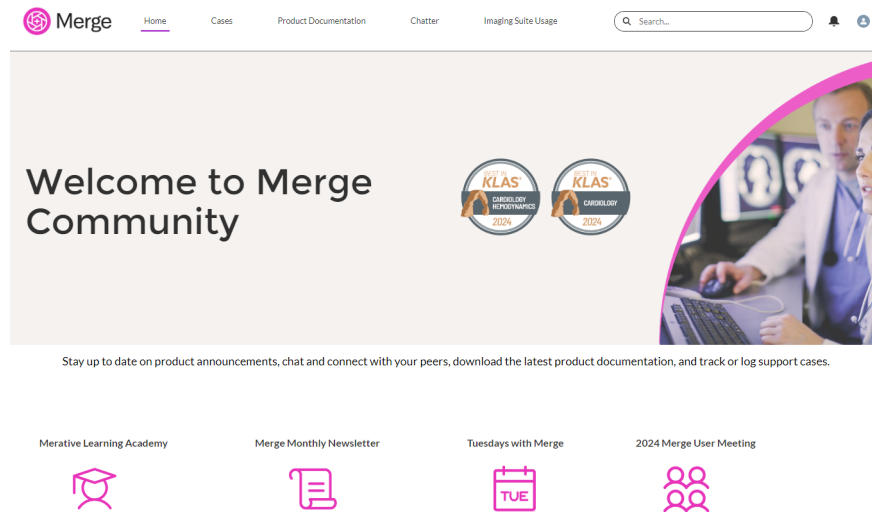 Merge
Home
Cases
Product Documentation
Chatter
Imaging Suite Usage
Search...
Welcome to Merge
Community
BEST IN
KLAS®
CARDIOLOGY
HEMODYNAMICS
2024
BEST IN
KLAS®
CARDIOLOGY
2024
Stay up to date on product announcements, chat and connect with your peers, download the latest product documentation, and track or log support cases.
Merative Learning Academy
Merge Monthly Newsletter
Tuesdays with Merge
2024 Merge User Meeting
TUE